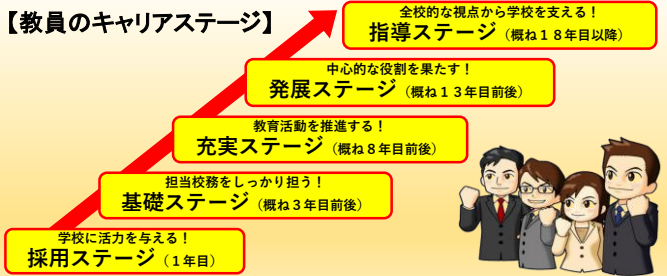 【教員のキャリアステージ】
全校的な視点から学校を支える！
指導ステージ（概ね１８年目以降）
中心的な役割を果たす！
発展ステージ（概ね１３年目前後）
教育活動を推進する！
充実ステージ（概ね８年目前後）
担当校務をしっかり担う！
基礎ステージ（概ね３年目前後）
学校に活力を与える！
採用ステージ（１年目）